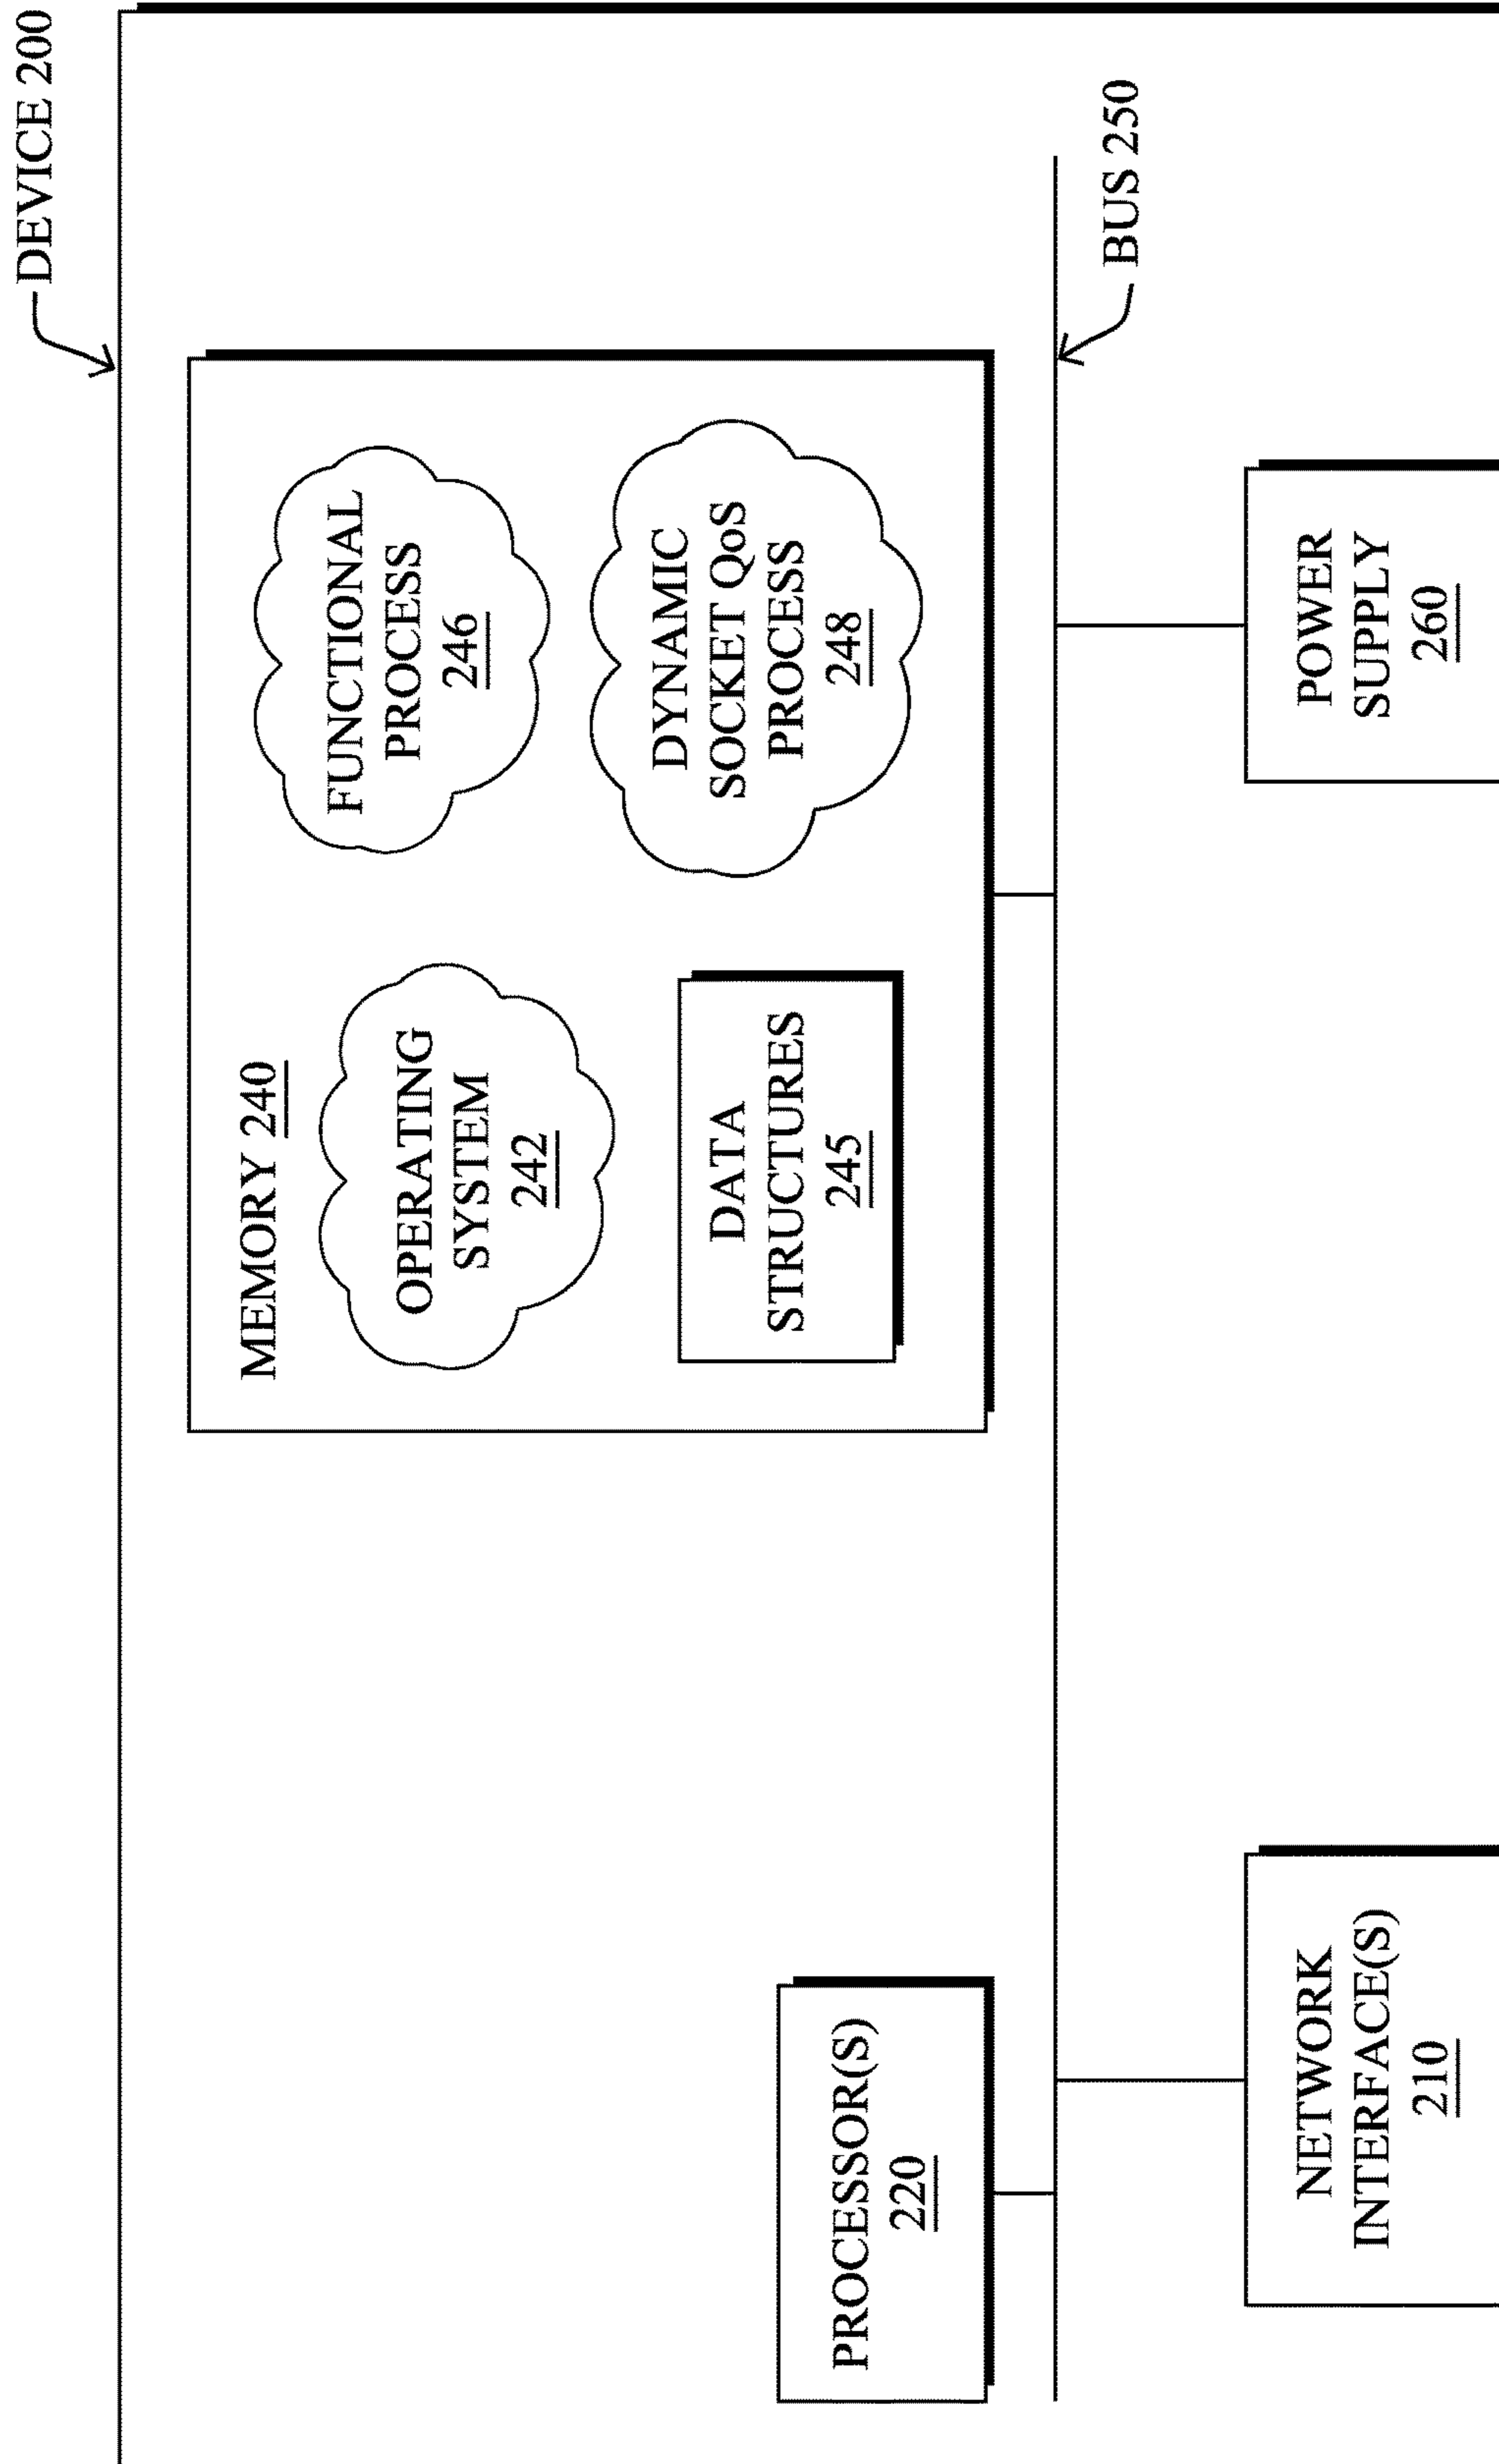 DEVICE 200
MEMORY 240
OPERATING
SYSTEM
242
FUNCTIONAL
PROCESS
246
DATA
STRUCTURES
245
DYNAMIC
SOCKET QoS
PROCESS
248
PROCESSOR(S)
220
BUS 250
NETWORK
INTERFACE(S)
210
POWER
SUPPLY
260